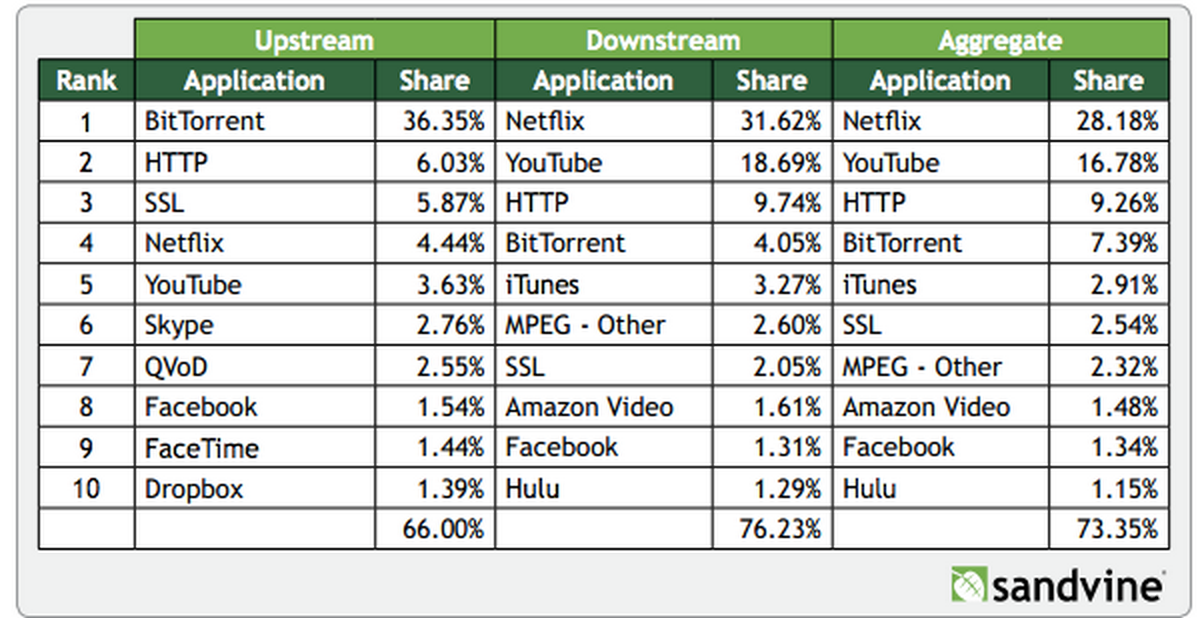 Upstream Downstream Aggregate
Rank Application Share Application Share Application Share
1 BitTorrent 36.35% Netflix 31.62% Netflix 28.18%
2 HTTP 6.03% YouTube 18.69% YouTube 16.78%
3 SSL 5.87% HTTP 9.74% HTTP 9.26%
4 Netflix 4.44% BitTorrent 4.05% BitTorrent 7.39%
5 YouTube 3.63% iTunes 3.27% iTunes 2.91%
6 Skype 2.76% MPEG - Other 2.60% SSL 2.54%
7 QVoD 2.55% SSL 2.05% MPEG - Other 2.32%
8 Facebook 1.54% Amazon Video 1.61% Amazon Video 1.48%
9 FaceTime 1.44% Facebook 1.31% Facebook 1.34%
10 Dropbox 1.39% Hulu 1.29% Hulu 1.15%
66.00% 76.23% 73.35%
sandvine